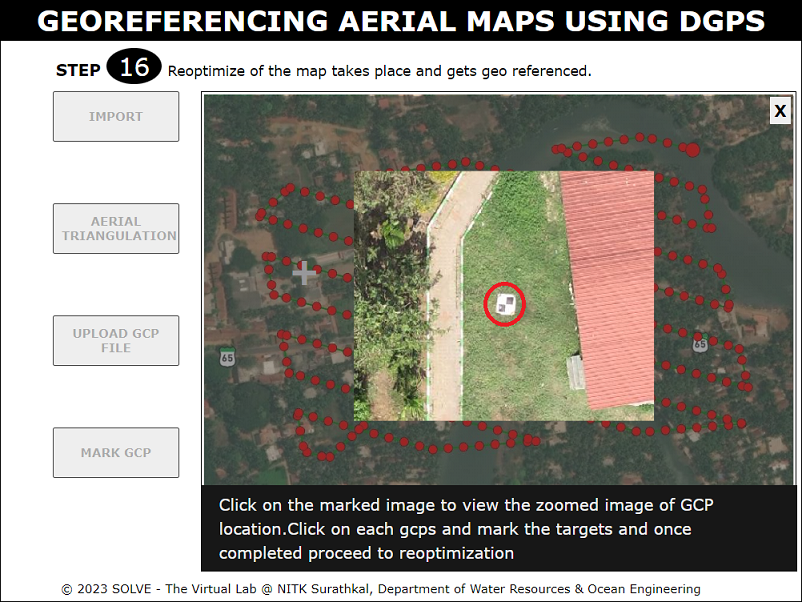 GEOREFERENCING AERIAL MAPS USING DGPS
STEP 16 Reoptimize of the map takes place and gets geo referenced.
IMPORT
X
AERIAL
TRIANGULATION
UPLOAD GCP
FILE
65
65
MARK GCP
Click on the marked image to view the zoomed image of GCP
location.Click on each gcps and mark the targets and once
completed proceed to reoptimization
© 2023 SOLVE - The Virtual Lab @ NITK Surathkal, Department of Water Resources & Ocean Engineering